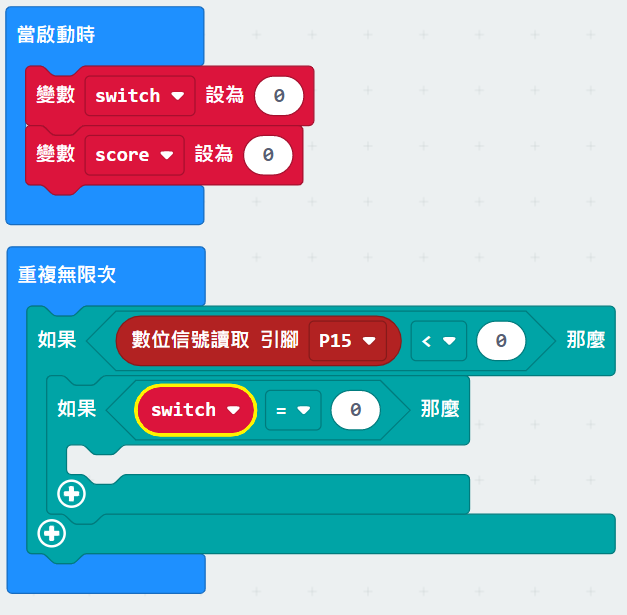 當啟動時
變數 switch 設為 0
變數 score 設為 0
重複無限次
如果 數位信號讀取 引腳 P15 < 0 那麼
如果 switch = 0 那麼